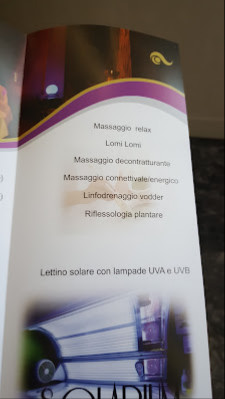 Massaggio relax
Lomi Lomi
Massaggio decontratturante
Massaggio connettivale/energico
Linfodrenaggio vodder
Riflessologia plantare
Lettino solare con lampade UVA e UVB
SOLARIUM